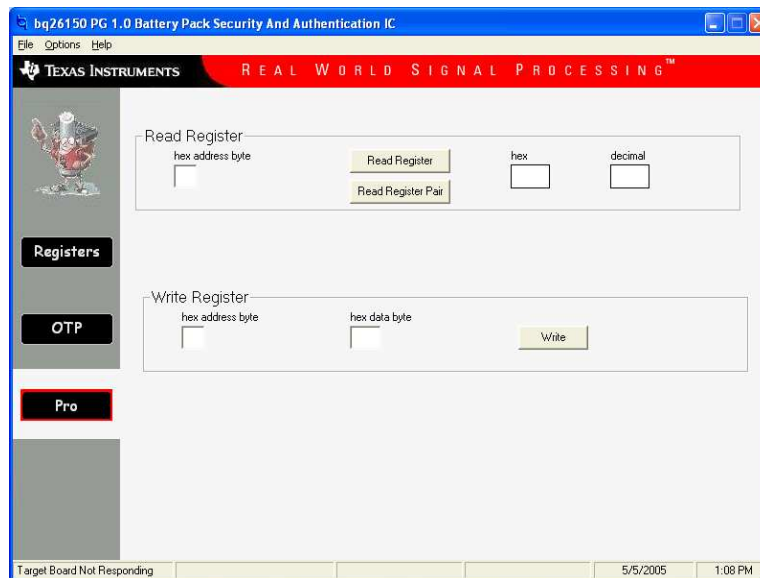 bq26150 PG 1.0 Battery Pack Security And Authentication IC
File Options Help
TEXAS INSTRUMENTS REAL WORLD SIGNAL PROCESSING™
Read Register
hex address byte
Read Register
hex
decimal
Read Register Pair
Registers
Write Register
hex address byte
hex data byte
OTP
Write
Pro
Target Board Not Responding
5/5/2005
1:08 PM